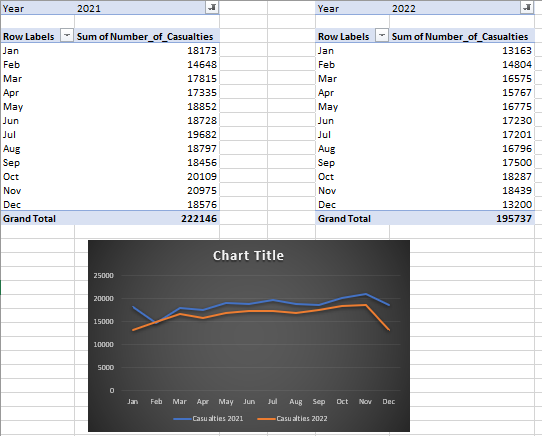 Year 2021
Row Labels Sum of Number_of_Casualties
Jan 18173
Feb 14648
Mar 17815
Apr 17335
May 18852
Jun 18728
Jul 19682
Aug 18797
Sep 18456
Oct 20109
Nov 20975
Dec 18576
Grand Total 222146
Year 2022
Row Labels Sum of Number_of_Casualties
Jan 13163
Feb 14804
Mar 16575
Apr 15767
May 16775
Jun 17230
Jul 17201
Aug 16796
Sep 17500
Oct 18287
Nov 18439
Dec 13200
Grand Total 195737
Chart Title
25000
20000
15000
10000
5000
0
Jan Feb Mar Apr May Jun Jul Aug Sep Oct Nov Dec
Casualties 2021 Casualties 2022